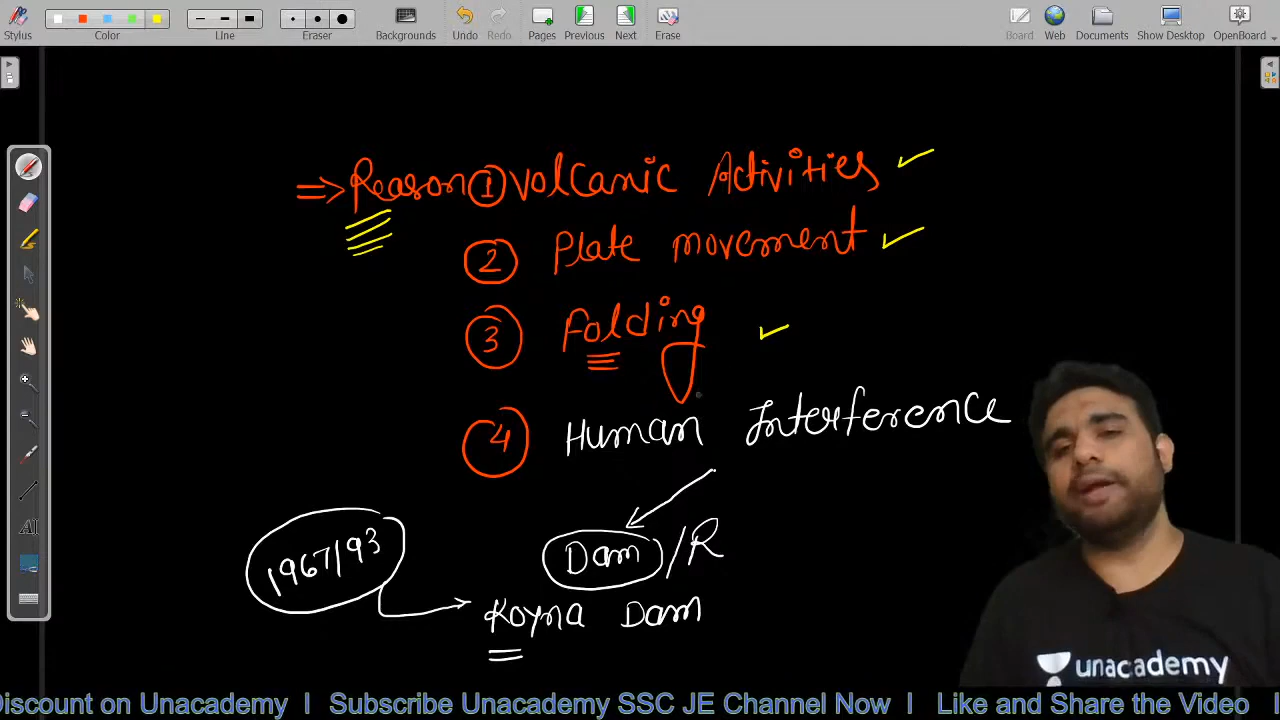 Stylus
Color
Line
Eraser
Backgrounds
Undo
Redo
Pages
Previous
Next
Erase
Board
Web
Documents
Show Desktop
OpenBoard
⇒ Reason ① volcanic Activities ✓
② Plate movement ✓
③ Folding ✓
④ Human Interference
Dam /R
1967/93
Koyna Dam
unacademy
Discount on Unacademy I Subscribe Unacademy SSC JE Channel Now I Like and Share the Video I